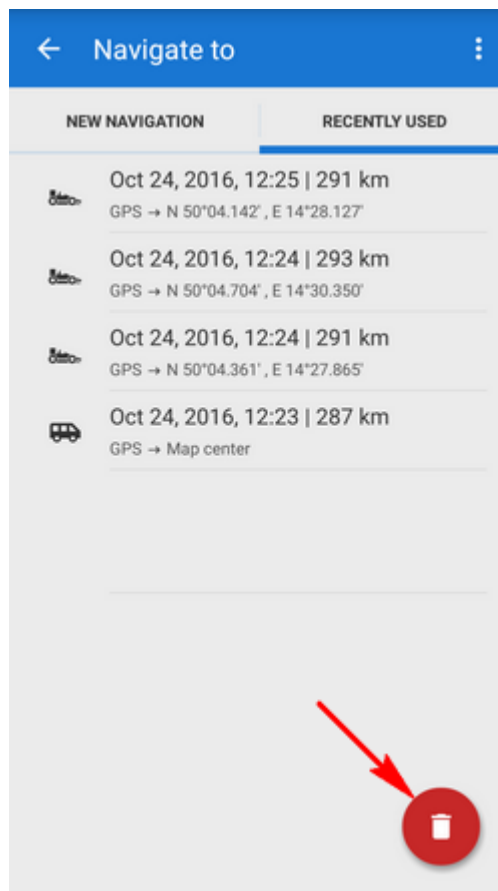 Navigate to
NEW NAVIGATION
RECENTLY USED
Oct 24, 2016, 12:25 | 291 km
GPS → N 50°04.142' , E 14°28.127'
Oct 24, 2016, 12:24 | 293 km
GPS → N 50°04.704' , E 14°30.350'
Oct 24, 2016, 12:24 | 291 km
GPS → N 50°04.361' , E 14°27.865'
Oct 24, 2016, 12:23 | 287 km
GPS → Map center